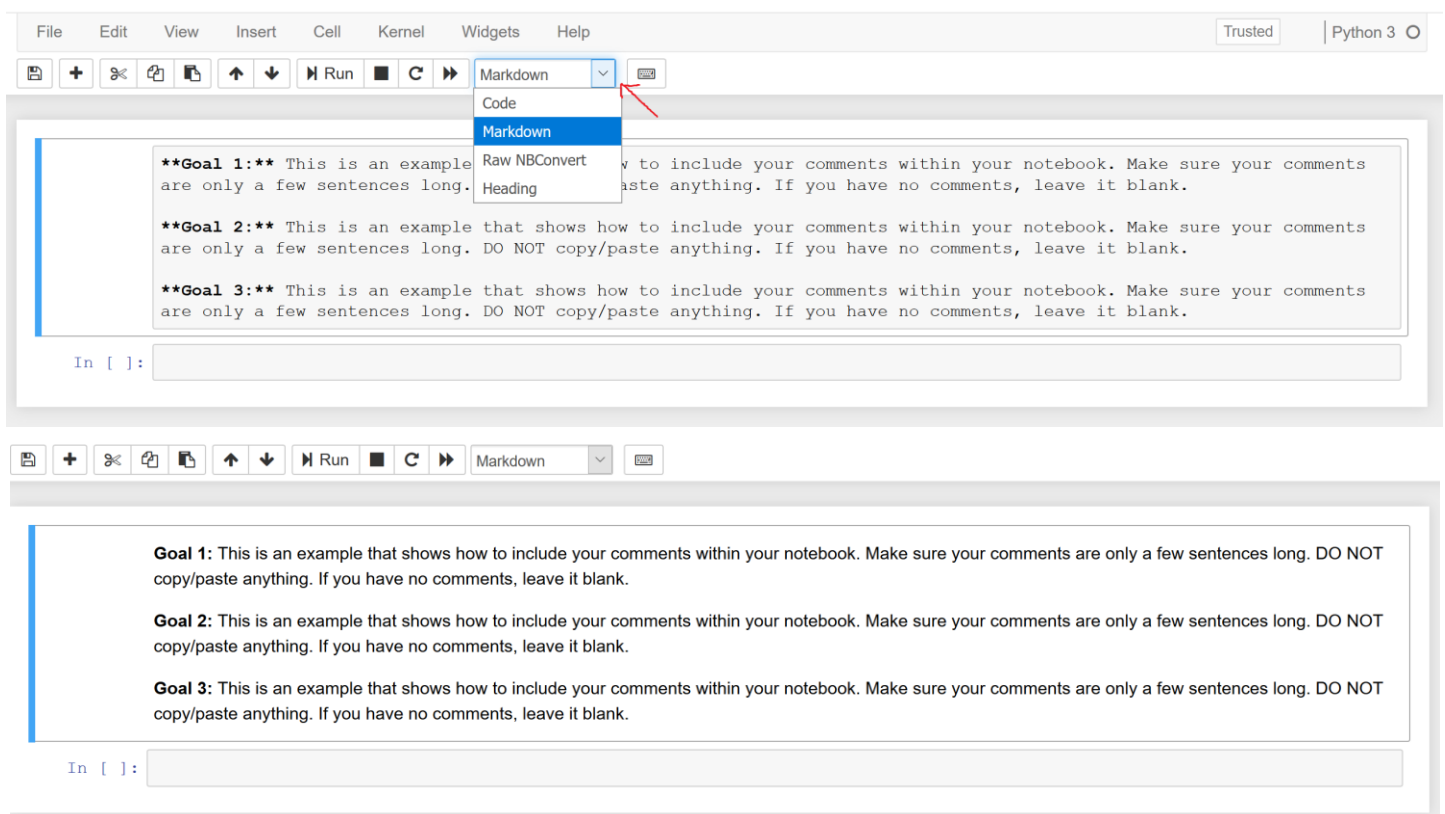 File Edit View Insert Cell Kernel Widgets Help Trusted Python 3
Run Markdown
Code
Markdown
Raw NBConvert
Heading
**Goal 1:** This is an example w to include your comments within your notebook. Make sure your comments
are only a few sentences long. aste anything. If you have no comments, leave it blank.
**Goal 2:** This is an example that shows how to include your comments within your notebook. Make sure your comments
are only a few sentences long. DO NOT copy/paste anything. If you have no comments, leave it blank.
**Goal 3:** This is an example that shows how to include your comments within your notebook. Make sure your comments
are only a few sentences long. DO NOT copy/paste anything. If you have no comments, leave it blank.
In [ ]:
Run Markdown
Goal 1: This is an example that shows how to include your comments within your notebook. Make sure your comments are only a few sentences long. DO NOT
copy/paste anything. If you have no comments, leave it blank.
Goal 2: This is an example that shows how to include your comments within your notebook. Make sure your comments are only a few sentences long. DO NOT
copy/paste anything. If you have no comments, leave it blank.
Goal 3: This is an example that shows how to include your comments within your notebook. Make sure your comments are only a few sentences long. DO NOT
copy/paste anything. If you have no comments, leave it blank.
In [ ]: